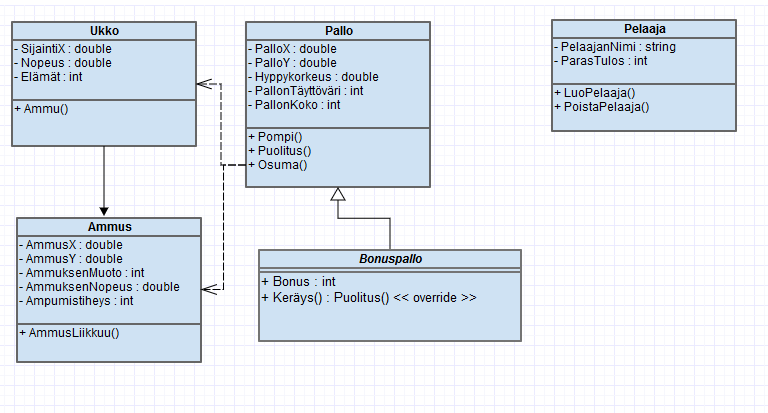 Ukko
- SijaintiX : double
- Nopeus : double
- Elämät : int
+ Ammu()
Pallo
- PalloX : double
- PalloY : double
- Hyppykorkeus : double
- PallonTäyttöväri : int
- PallonKoko : int
+ Pompi()
+ Puolitus()
+ Osuma()
Pelaaja
- PelaajanNimi : string
- ParasTulos : int
+ LuoPelaaja()
+ PoistaPelaaja()
Ammus
- AmmusX : double
- AmmusY : double
- AmmuksenMuoto : int
- AmmuksenNopeus : double
- Ampumistiheys : int
+ AmmusLiikkuu()
Bonuspallo
+ Bonus : int
+ Keräys() : Puolitus() << override >>